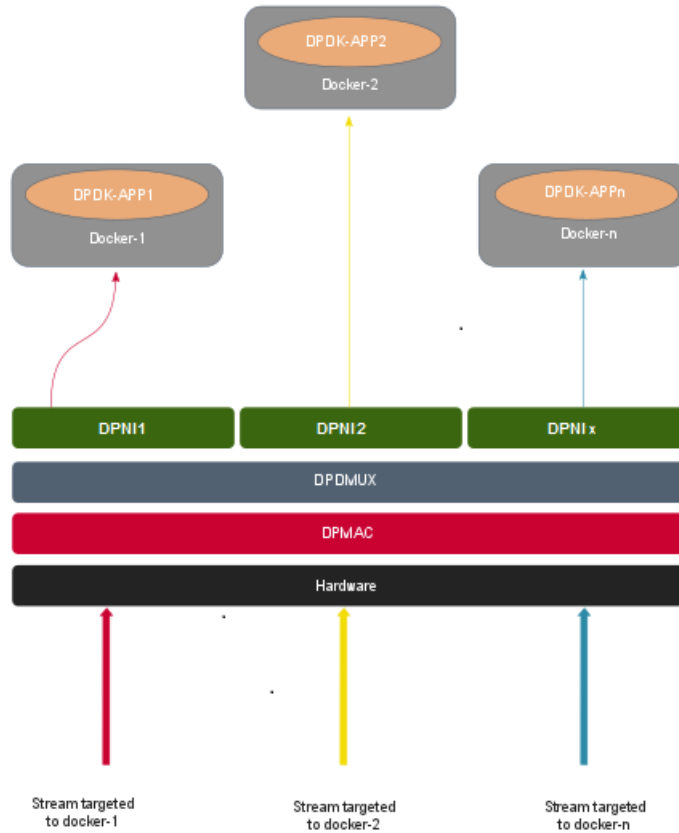 DPDK-APP2
Docker-2
DPDK-APP1
Docker-1
DPDK-APPn
Docker-n
DPNI1
DPNI2
DPNI x
DPDMUX
DPMAC
Hardware
Stream targeted
to docker-1
Stream targeted
to docker-2
Stream targeted
to docker-n